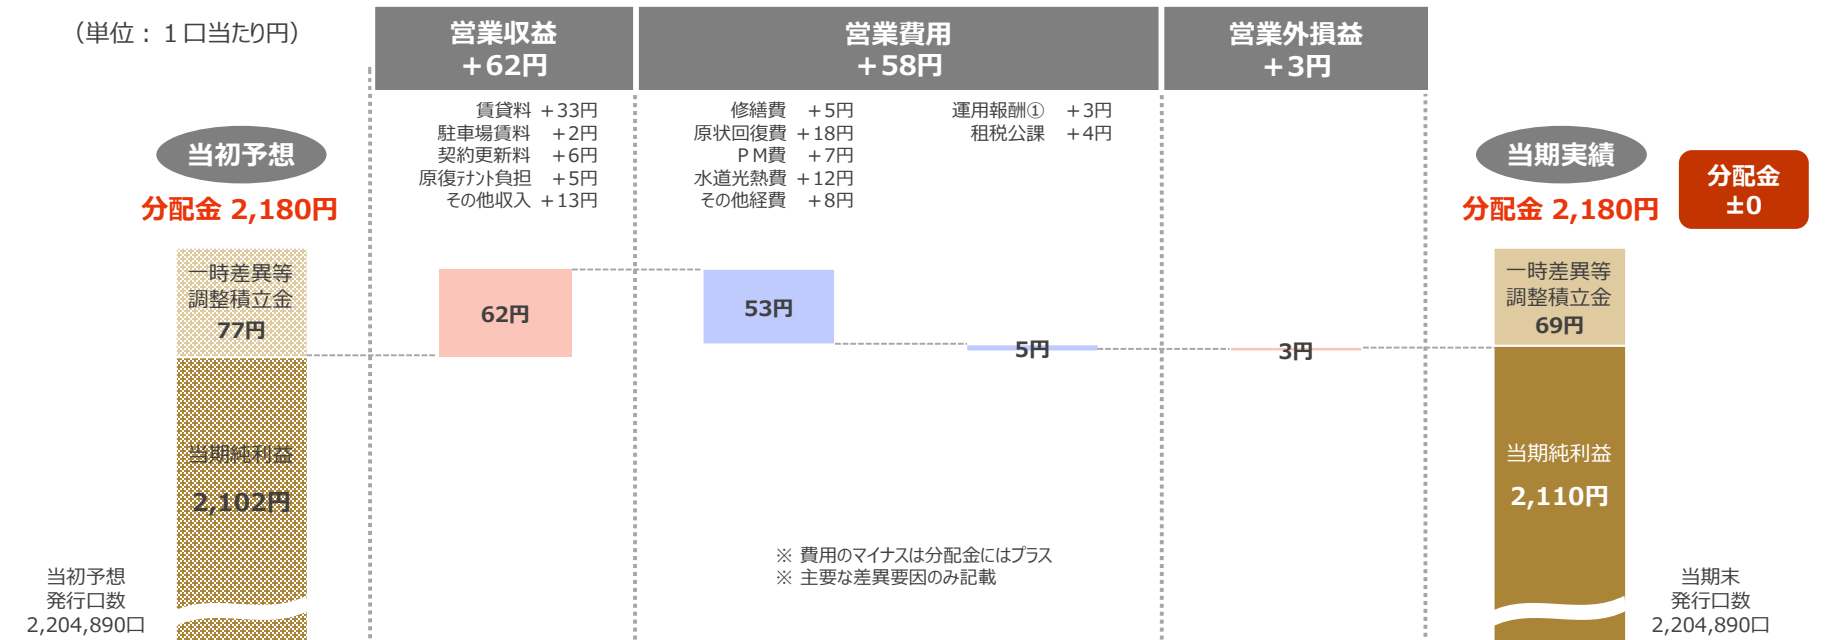 （単位：１口当たり円）
営業収益
＋62円
営業費用
＋58円
営業外損益
＋3円
賃貸料 ＋33円
駐車場賃料 ＋2円
契約更新料 ＋6円
原復ﾃﾅﾝﾄ負担 ＋5円
その他収入 ＋13円
修繕費 ＋5円
原状回復費 ＋18円
ＰＭ費 ＋7円
水道光熱費 ＋12円
その他経費 ＋8円
運用報酬① ＋3円
租税公課 ＋4円
当初予想
分配金 2,180円
一時差異等
調整積立金
77円
当期純利益
2,102円
当初予想
発行口数
2,204,890口
62円
53円
5円
3円
※ 費用のマイナスは分配金にはプラス
※ 主要な差異要因のみ記載
当期実績
分配金 2,180円
分配金
±0
一時差異等
調整積立金
69円
当期純利益
2,110円
当期末
発行口数
2,204,890口